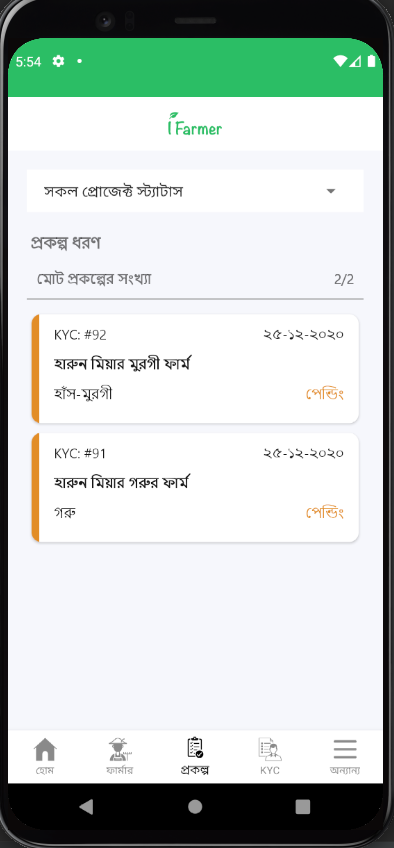 5:54
iFarmer
সকল প্রোজেক্ট স্ট্যাটাস
প্রকল্প ধরণ
মোট প্রকল্পের সংখ্যা 2/2
KYC: #92 ২৫-১২-২০২০
হারুন মিয়ার মুরগী ফার্ম
হাঁস-মুরগী পেন্ডিং
KYC: #91 ২৫-১২-২০২০
হারুন মিয়ার গরুর ফার্ম
গরু পেন্ডিং
হোম ফার্মার প্রকল্প KYC অন্যান্য